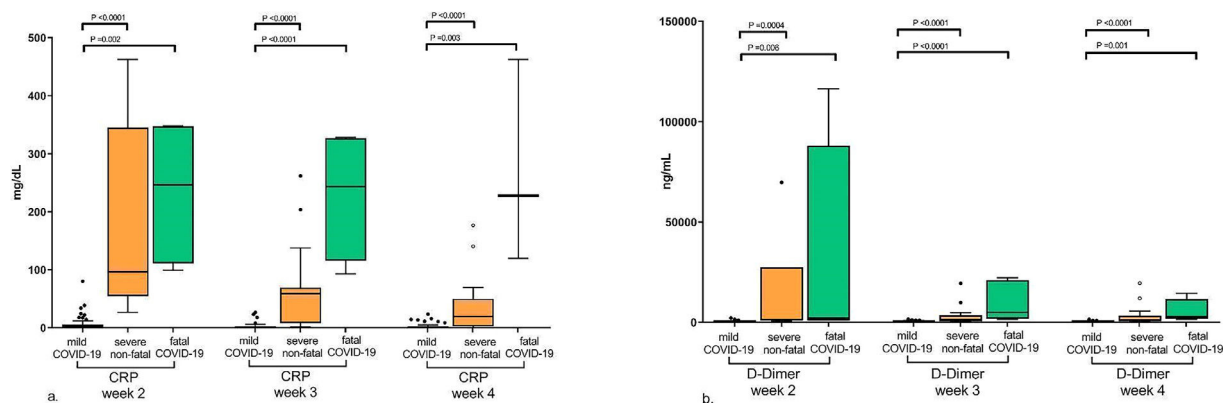 P <0.0001
P =0.002
P <0.0001
P <0.0001
P <0.0001
P =0.003
500
400
300
200
100
0
mg/dL
mild COVID-19
severe non-fatal
fatal COVID-19
mild COVID-19
severe non-fatal
fatal COVID-19
mild COVID-19
severe non-fatal
fatal COVID-19
CRP
week 2
CRP
week 3
CRP
week 4
a.
P =0.0004
P =0.006
P <0.0001
P <0.0001
P <0.0001
P =0.001
150000
100000
50000
0
ng/mL
mild COVID-19
severe non-fatal
fatal COVID-19
mild COVID-19
severe non-fatal
fatal COVID-19
mild COVID-19
severe non-fatal
fatal COVID-19
D-Dimer
week 2
D-Dimer
week 3
D-Dimer
week 4
b.